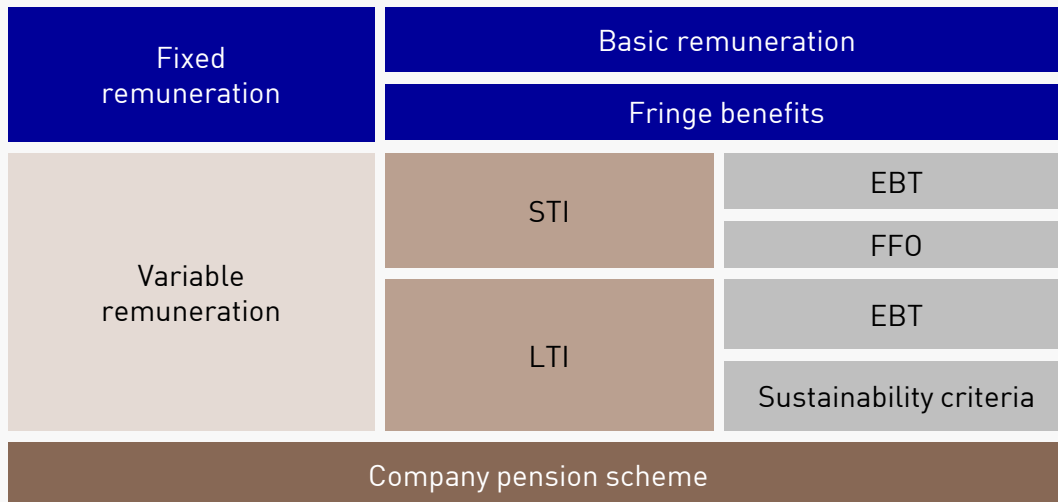 Fixed
remuneration
Basic remuneration
Fringe benefits
Variable
remuneration
STI
EBT
FFO
LTI
EBT
Sustainability criteria
Company pension scheme